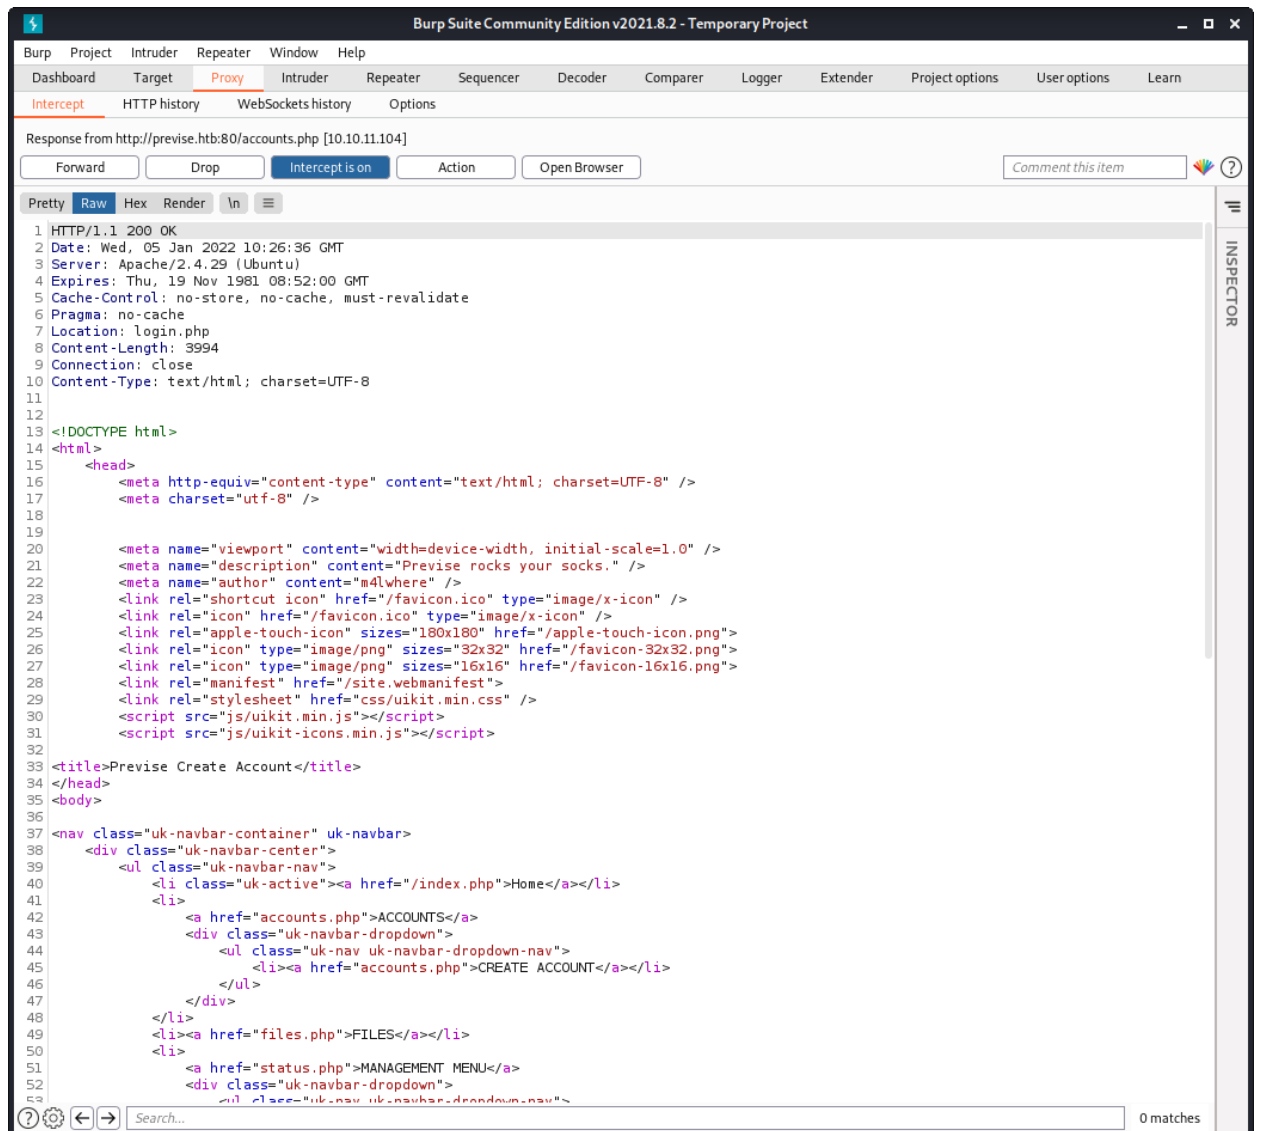 Burp Suite Community Edition v2021.8.2 - Temporary Project
Burp Project Intruder Repeater Window Help
Dashboard Target Proxy Intruder Repeater Sequencer Decoder Comparer Logger Extender Project options User options Learn
Intercept HTTP history WebSockets history Options
Response from http://previse.htb:80/accounts.php [10.10.11.104]
Forward Drop Intercept is on Action Open Browser Comment this item ?
Pretty Raw Hex Render \n
INSPECTOR
1 HTTP/1.1 200 OK
2 Date: Wed, 05 Jan 2022 10:26:36 GMT
3 Server: Apache/2.4.29 (Ubuntu)
4 Expires: Thu, 19 Nov 1981 08:52:00 GMT
5 Cache-Control: no-store, no-cache, must-revalidate
6 Pragma: no-cache
7 Location: login.php
8 Content-Length: 3994
9 Connection: close
10 Content-Type: text/html; charset=UTF-8
11
12
13 <!DOCTYPE html>
14 <html>
15 <head>
16 <meta http-equiv="content-type" content="text/html; charset=UTF-8" />
17 <meta charset="utf-8" />
18
19
20 <meta name="viewport" content="width=device-width, initial-scale=1.0" />
21 <meta name="description" content="Previse rocks your socks." />
22 <meta name="author" content="m4lwhere" />
23 <link rel="shortcut icon" href="/favicon.ico" type="image/x-icon" />
24 <link rel="icon" href="/favicon.ico" type="image/x-icon" />
25 <link rel="apple-touch-icon" sizes="180x180" href="/apple-touch-icon.png">
26 <link rel="icon" type="image/png" sizes="32x32" href="/favicon-32x32.png">
27 <link rel="icon" type="image/png" sizes="16x16" href="/favicon-16x16.png">
28 <link rel="manifest" href="/site.webmanifest">
29 <link rel="stylesheet" href="css/uikit.min.css" />
30 <script src="js/uikit.min.js"></script>
31 <script src="js/uikit-icons.min.js"></script>
32
33 <title>Previse Create Account</title>
34 </head>
35 <body>
36
37 <nav class="uk-navbar-container" uk-navbar>
38 <div class="uk-navbar-center">
39 <ul class="uk-navbar-nav">
40 <li class="uk-active"><a href="/index.php">Home</a></li>
41 <li>
42 <a href="accounts.php">ACCOUNTS</a>
43 <div class="uk-navbar-dropdown">
44 <ul class="uk-nav uk-navbar-dropdown-nav">
45 <li><a href="accounts.php">CREATE ACCOUNT</a></li>
46 </ul>
47 </div>
48 </li>
49 <li><a href="files.php">FILES</a></li>
50 <li>
51 <a href="status.php">MANAGEMENT MENU</a>
52 <div class="uk-navbar-dropdown">
53 <ul class="uk-nav uk-navbar-dropdown-nav">
? Search... 0 matches